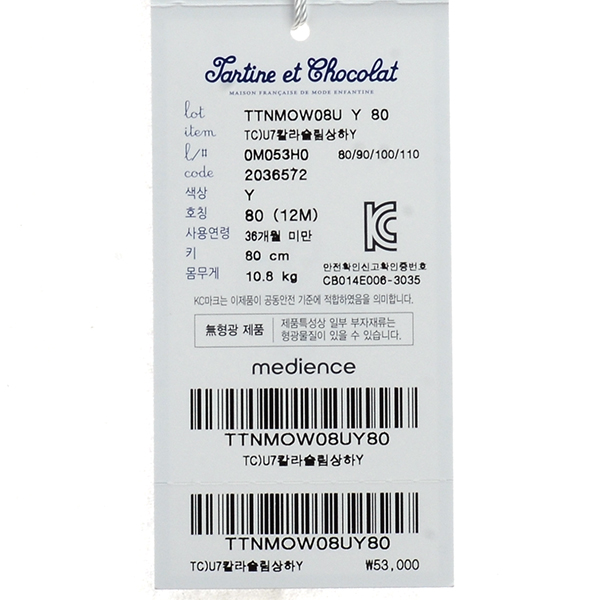 Tartine et Chocolat
MAISON FRANÇAISE DE MODE ENFANTINE
lot TTNMOW08U Y 80
item TC)U7칼라슬림상하Y
l/# 0M053H0 80/90/100/110
code 2036572
색상 Y
호칭 80 (12M)
사용연령 36개월 미만
키 80 cm
몸무게 10.8 kg
안전확인신고확인증번호
CB014E006-3035
KC마크는 이제품이 공동안전 기준에 적합하였음을 의미합니다.
無형광 제품
제품특성상 일부 부자재류는
형광물질이 있을 수 있습니다.
medience
TTNMOW08UY80
TC)U7칼라슬림상하Y
TTNMOW08UY80
TC)U7칼라슬림상하Y ₩53,000